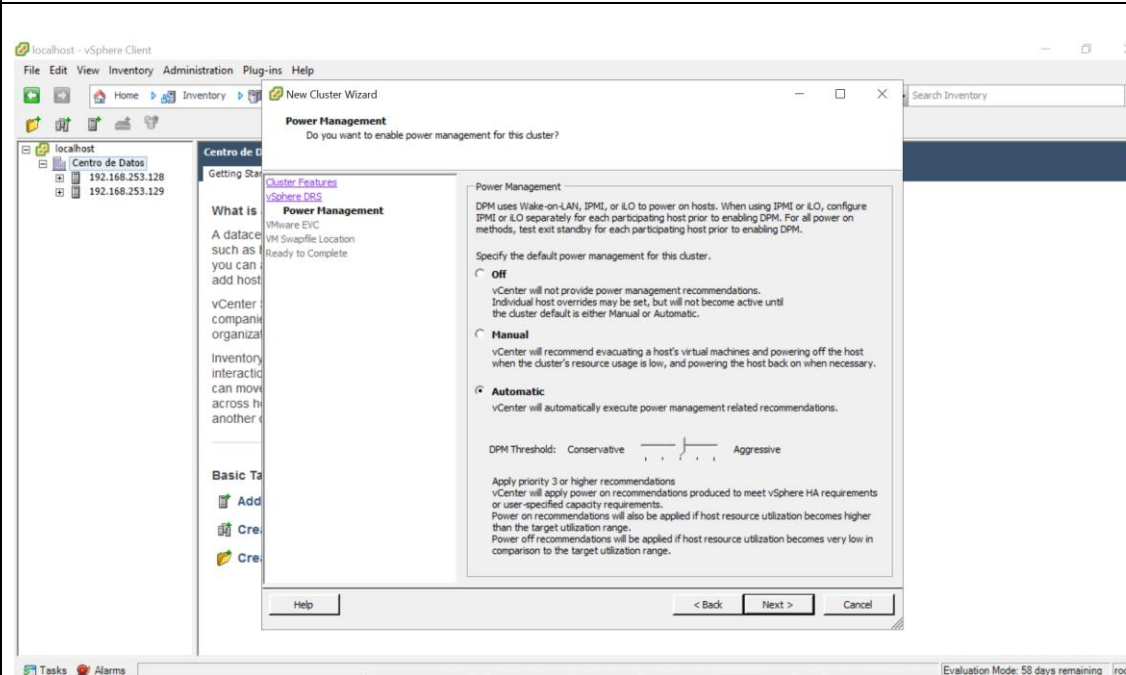 localhost - vSphere Client
File Edit View Inventory Administration Plug-ins Help
Home Inventory
Search Inventory
localhost
Centro de Datos
192.168.253.128
192.168.253.129
Centro de D
Getting Star
What is
A datace
such as
you can
add host
vCenter
companie
organizat
Inventory
interactio
can move
across h
another
Basic Ta
Add
Cre
Cre
New Cluster Wizard
Power Management
Do you want to enable power management for this cluster?
Cluster Features
vSphere DRS
Power Management
VMware EVC
VM Swapfile Location
Ready to Complete
Power Management
DPM uses Wake-on-LAN, IPMI, or iLO to power on hosts. When using IPMI or iLO, configure
IPMI or iLO separately for each participating host prior to enabling DPM. For all power on
methods, test exit standby for each participating host prior to enabling DPM.
Specify the default power management for this cluster.
Off
vCenter will not provide power management recommendations.
Individual host overrides may be set, but will not become active until
the cluster default is either Manual or Automatic.
Manual
vCenter will recommend evacuating a host's virtual machines and powering off the host
when the cluster's resource usage is low, and powering the host back on when necessary.
Automatic
vCenter will automatically execute power management related recommendations.
DPM Threshold: Conservative Aggressive
Apply priority 3 or higher recommendations
vCenter will apply power on recommendations produced to meet vSphere HA requirements
or user-specified capacity requirements.
Power on recommendations will also be applied if host resource utilization becomes higher
than the target utilization range.
Power off recommendations will be applied if host resource utilization becomes very low in
comparison to the target utilization range.
Help
< Back Next > Cancel
Tasks Alarms
Evaluation Mode: 58 days remaining roo